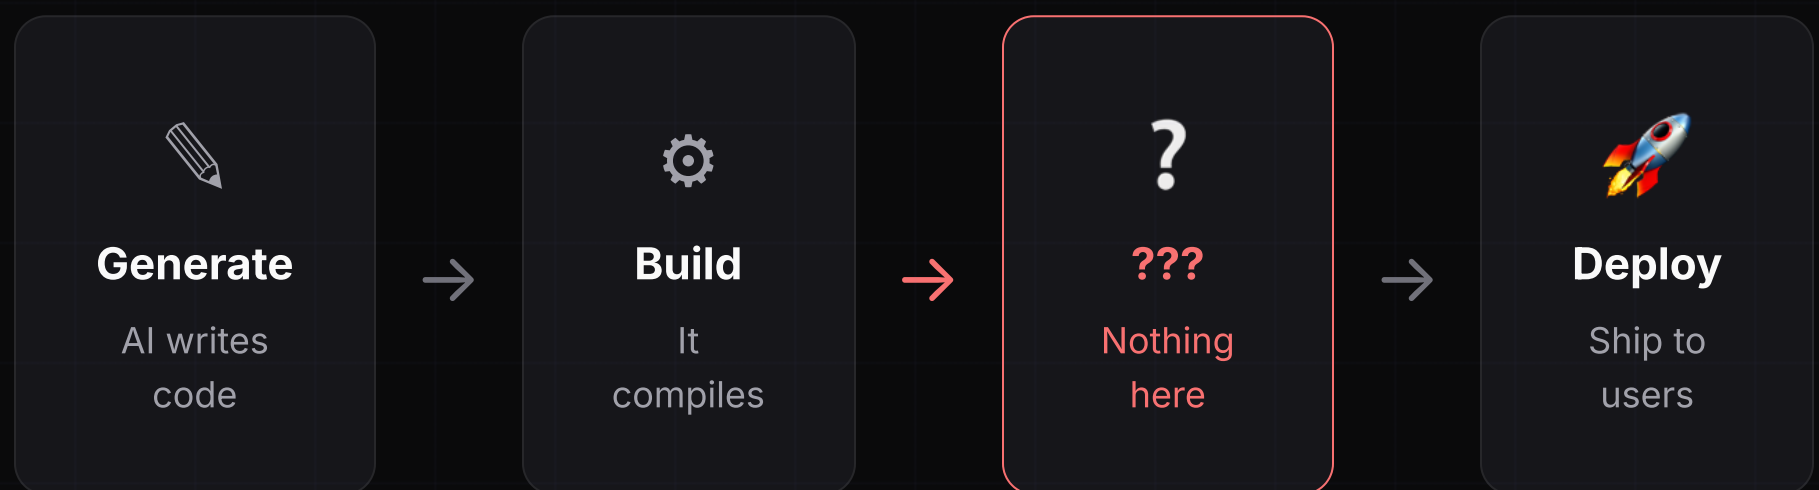 Generate
AI writes
code
Build
It
compiles
?
???
Nothing
here
Deploy
Ship to
users